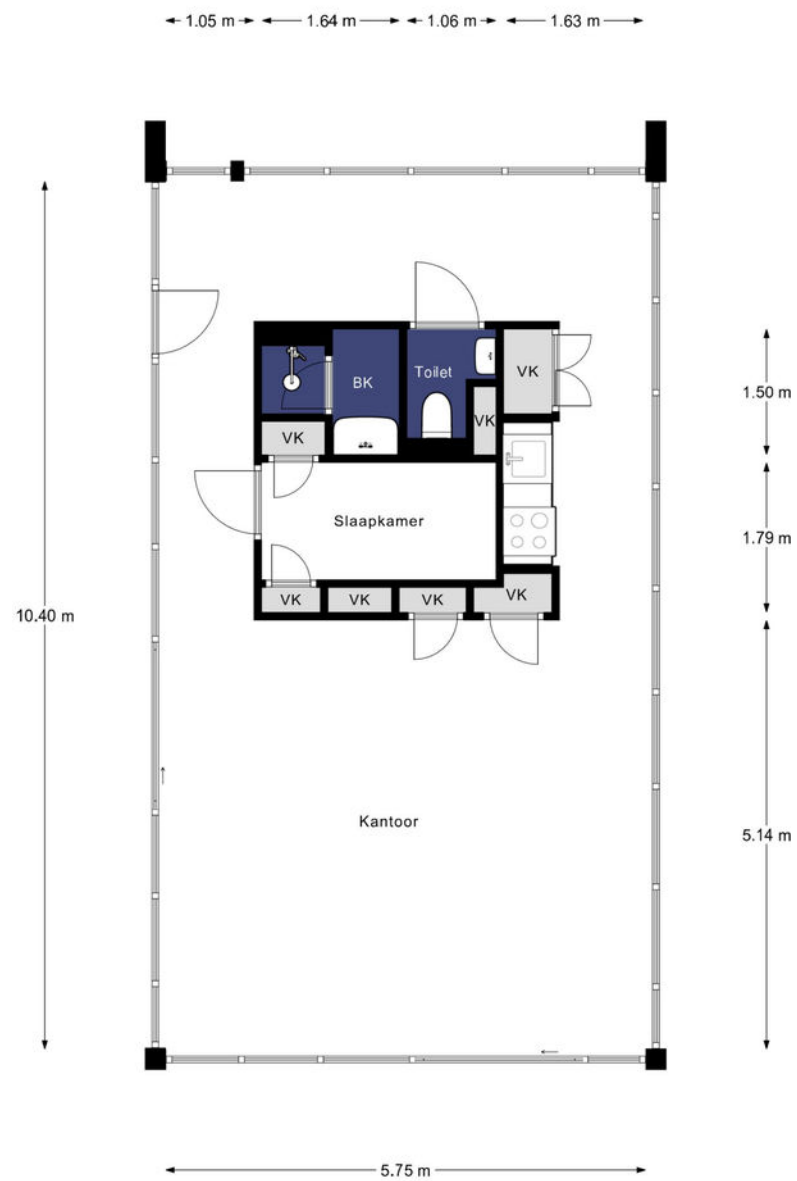 1.05 m
1.64 m
1.06 m
1.63 m
BK
Toilet
VK
VK
VK
1.50 m
Slaapkamer
1.79 m
VK
VK
VK
VK
10.40 m
Kantoor
5.14 m
5.75 m